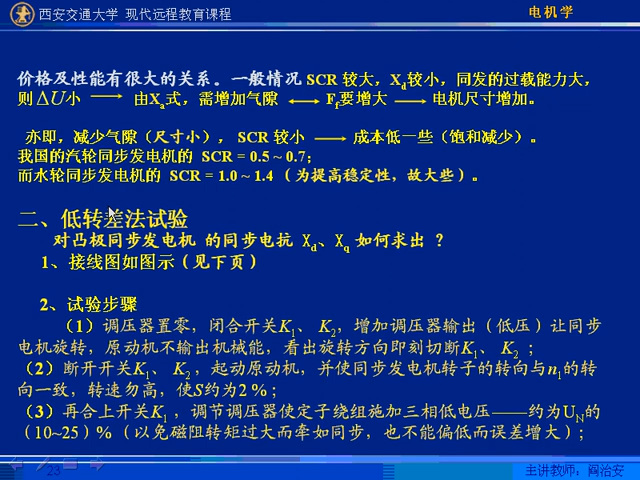 西安交通大学 现代远程教育课程
电机学
价格及性能有很大的关系。一般情况 SCR 较大，Xd较小，同发的过载能力大，
则 ΔU 小 → 由Xa式，需增加气隙 ↔ Ff要增大 → 电机尺寸增加。
亦即，减少气隙（尺寸小）， SCR 较小 → 成本低一些（饱和减少）。
我国的汽轮同步发电机的 SCR = 0.5 ~ 0.7；
而水轮同步发电机的 SCR = 1.0 ~ 1.4 （为提高稳定性，故大些）。
二、低转差法试验
对凸极同步发电机 的同步电抗 Xd、Xq 如何求出 ？
1、接线图如图示（见下页）
2、试验步骤
（1）调压器置零，闭合开关K1、 K2，增加调压器输出（低压）让同步
电机旋转，原动机不输出机械能，看出旋转方向即刻切断K1、 K2 ；
（2）断开开关K1、 K2 ，起动原动机，并使同步发电机转子的转向与n1的转
向一致，转速勿高，使S约为2％；
（3）再合上开关K1 ，调节调压器使定子绕组施加三相低电压——约为UN的
（10~25）％（以免磁阻转矩过大而牵如同步，也不能偏低而误差增大）；
23
主讲教师：阎治安